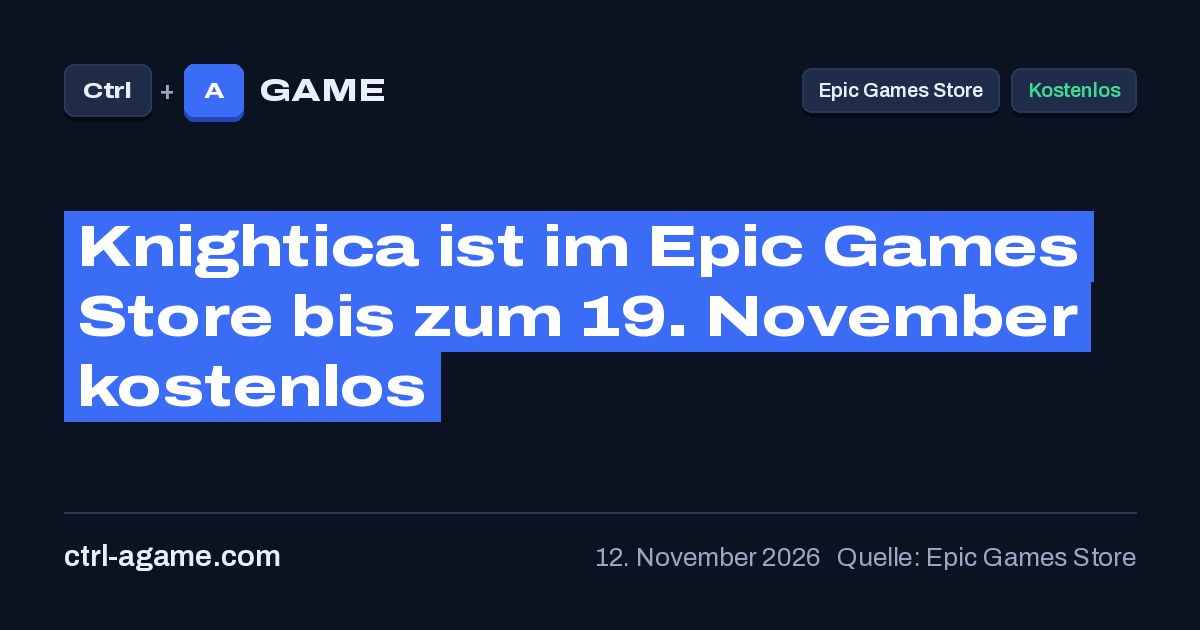 Ctrl + A GAME
Epic Games Store Kostenlos
Knightica ist im Epic Games
Store bis zum 19. November
kostenlos
ctrl-agame.com
12. November 2026 Quelle: Epic Games Store